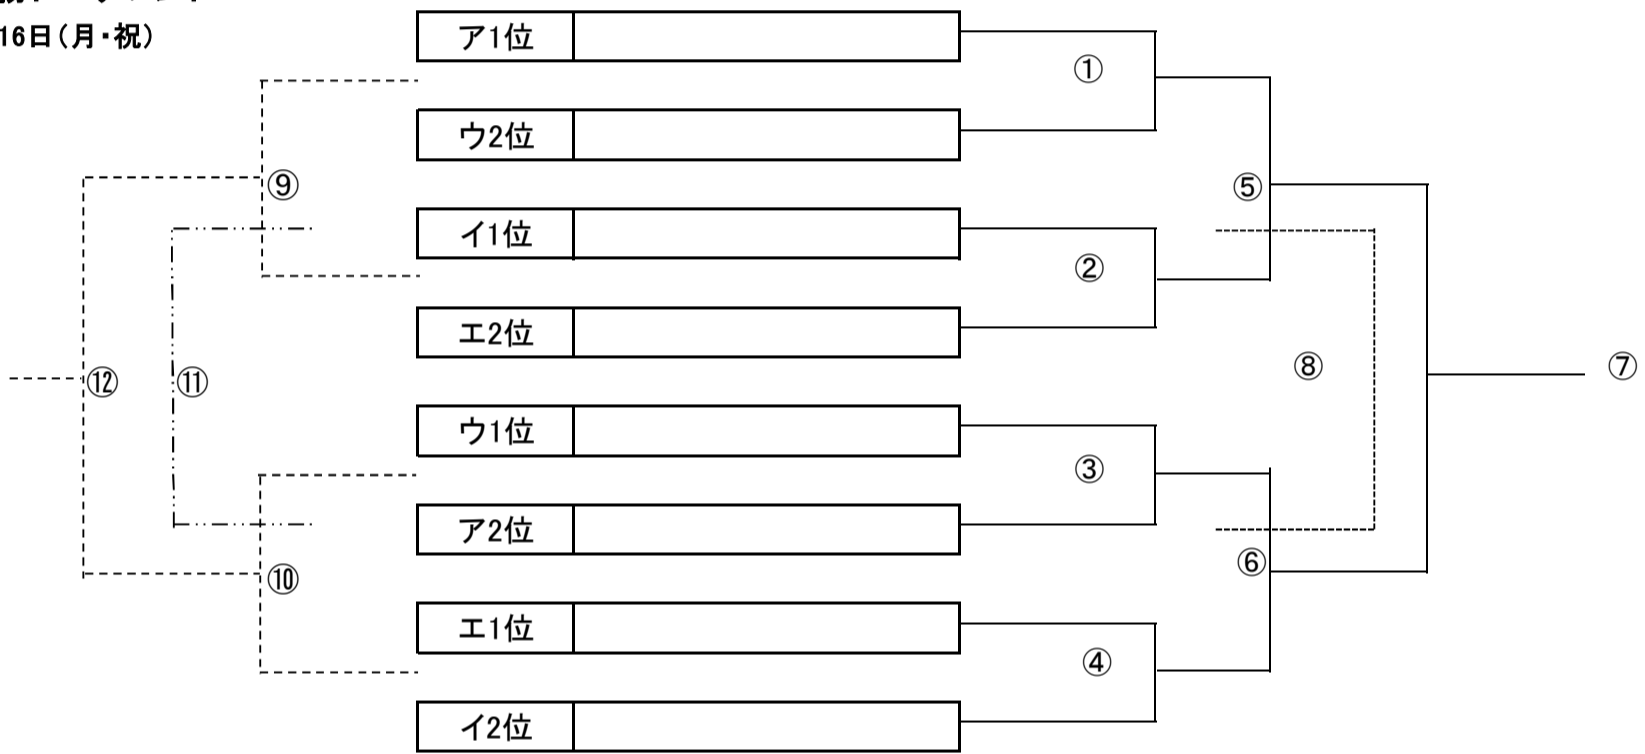 16日(月・祝)
ア1位
①
ウ2位
⑨
⑤
イ1位
②
エ2位
⑧
⑦
⑫
⑪
ウ1位
③
ア2位
⑥
⑩
エ1位
④
イ2位